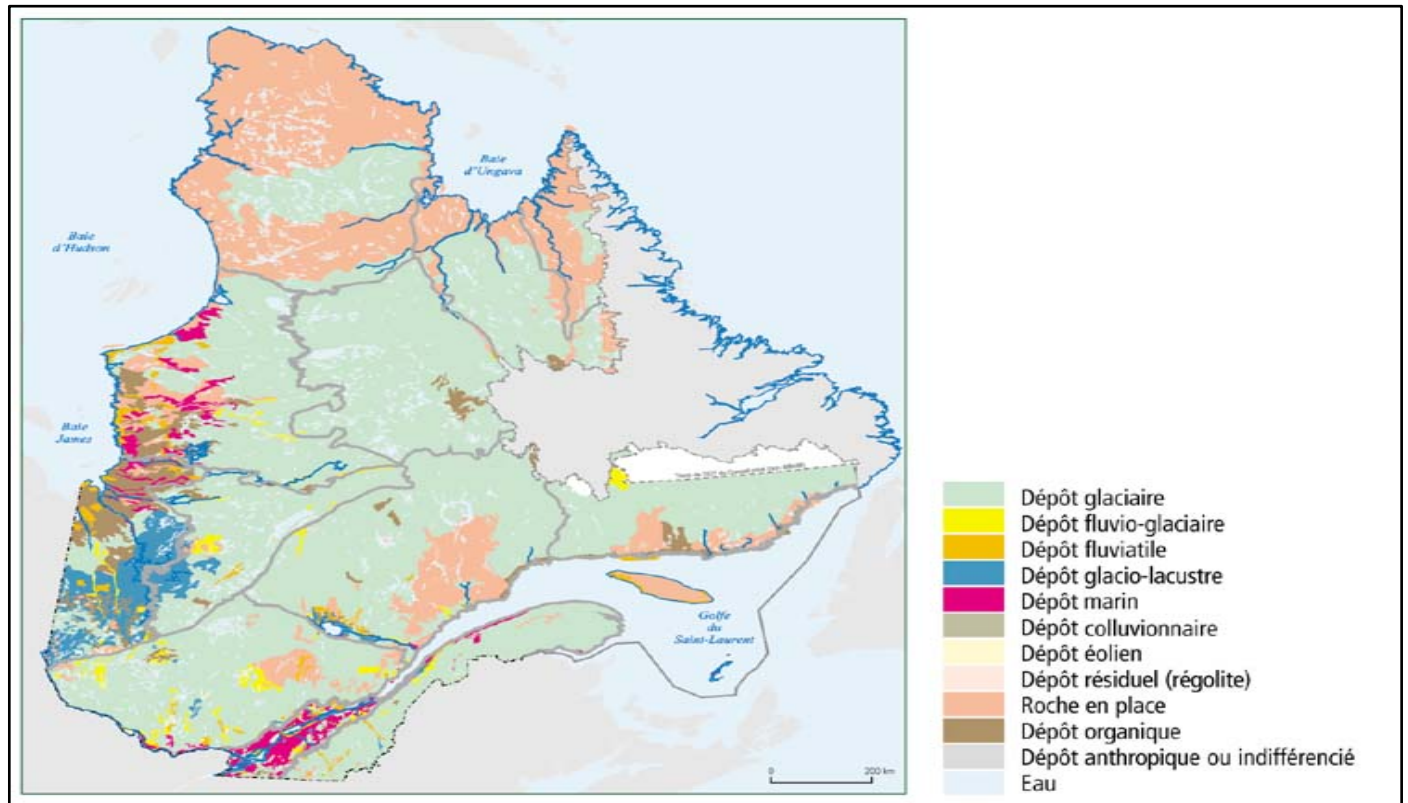 Baie
d'Ungava
Baie
d'Hudson
Baie
James
Golfe
du
Saint-Laurent
0 200 km
Dépôt glaciaire
Dépôt fluvio-glaciaire
Dépôt fluviatile
Dépôt glacio-lacustre
Dépôt marin
Dépôt colluvionnaire
Dépôt éolien
Dépôt résiduel (régolite)
Roche en place
Dépôt organique
Dépôt anthropique ou indifférencié
Eau